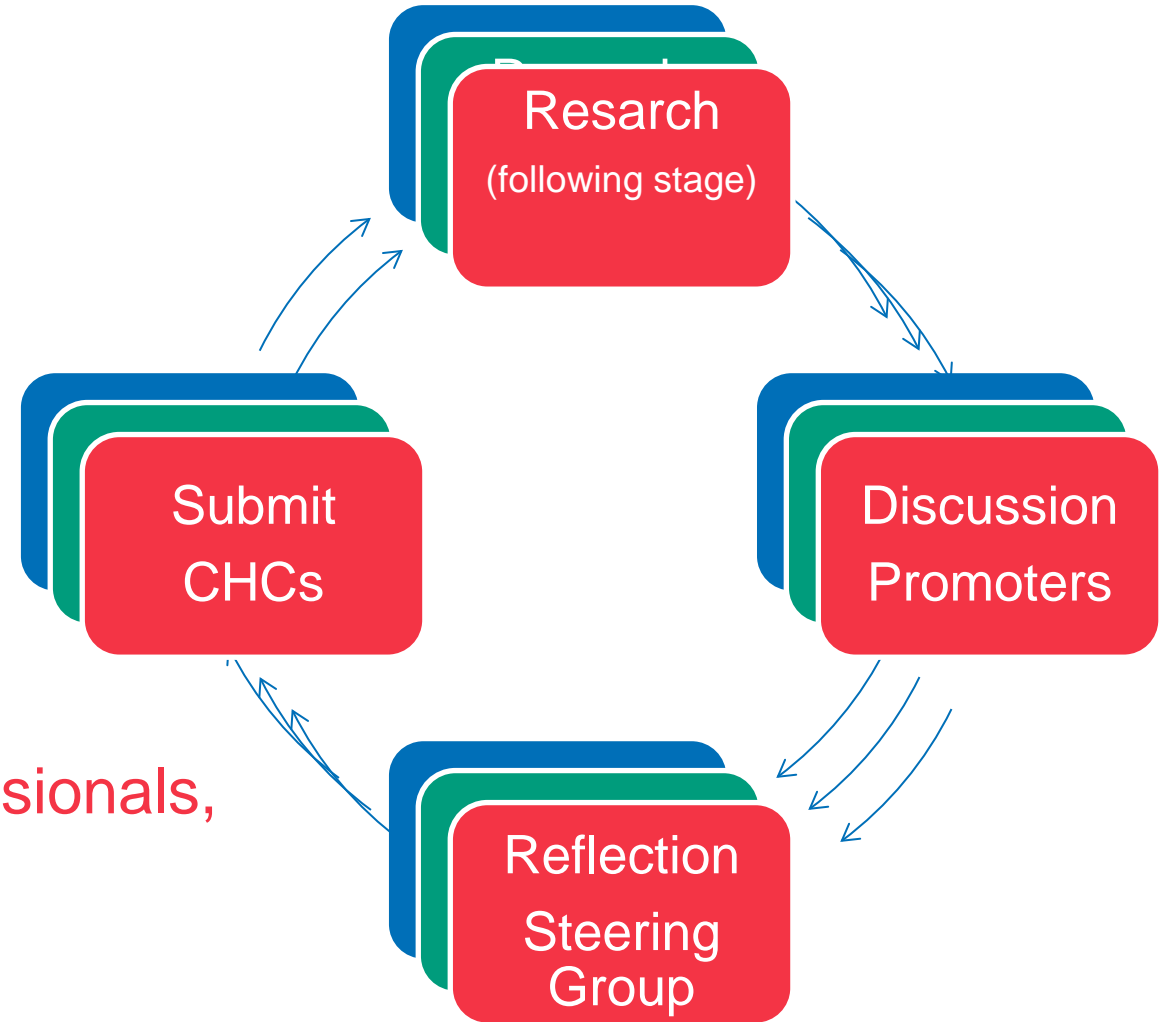 Resarch
(following stage)
Submit
CHCs
Discussion
Promoters
sionals,
Reflection
Steering
Group